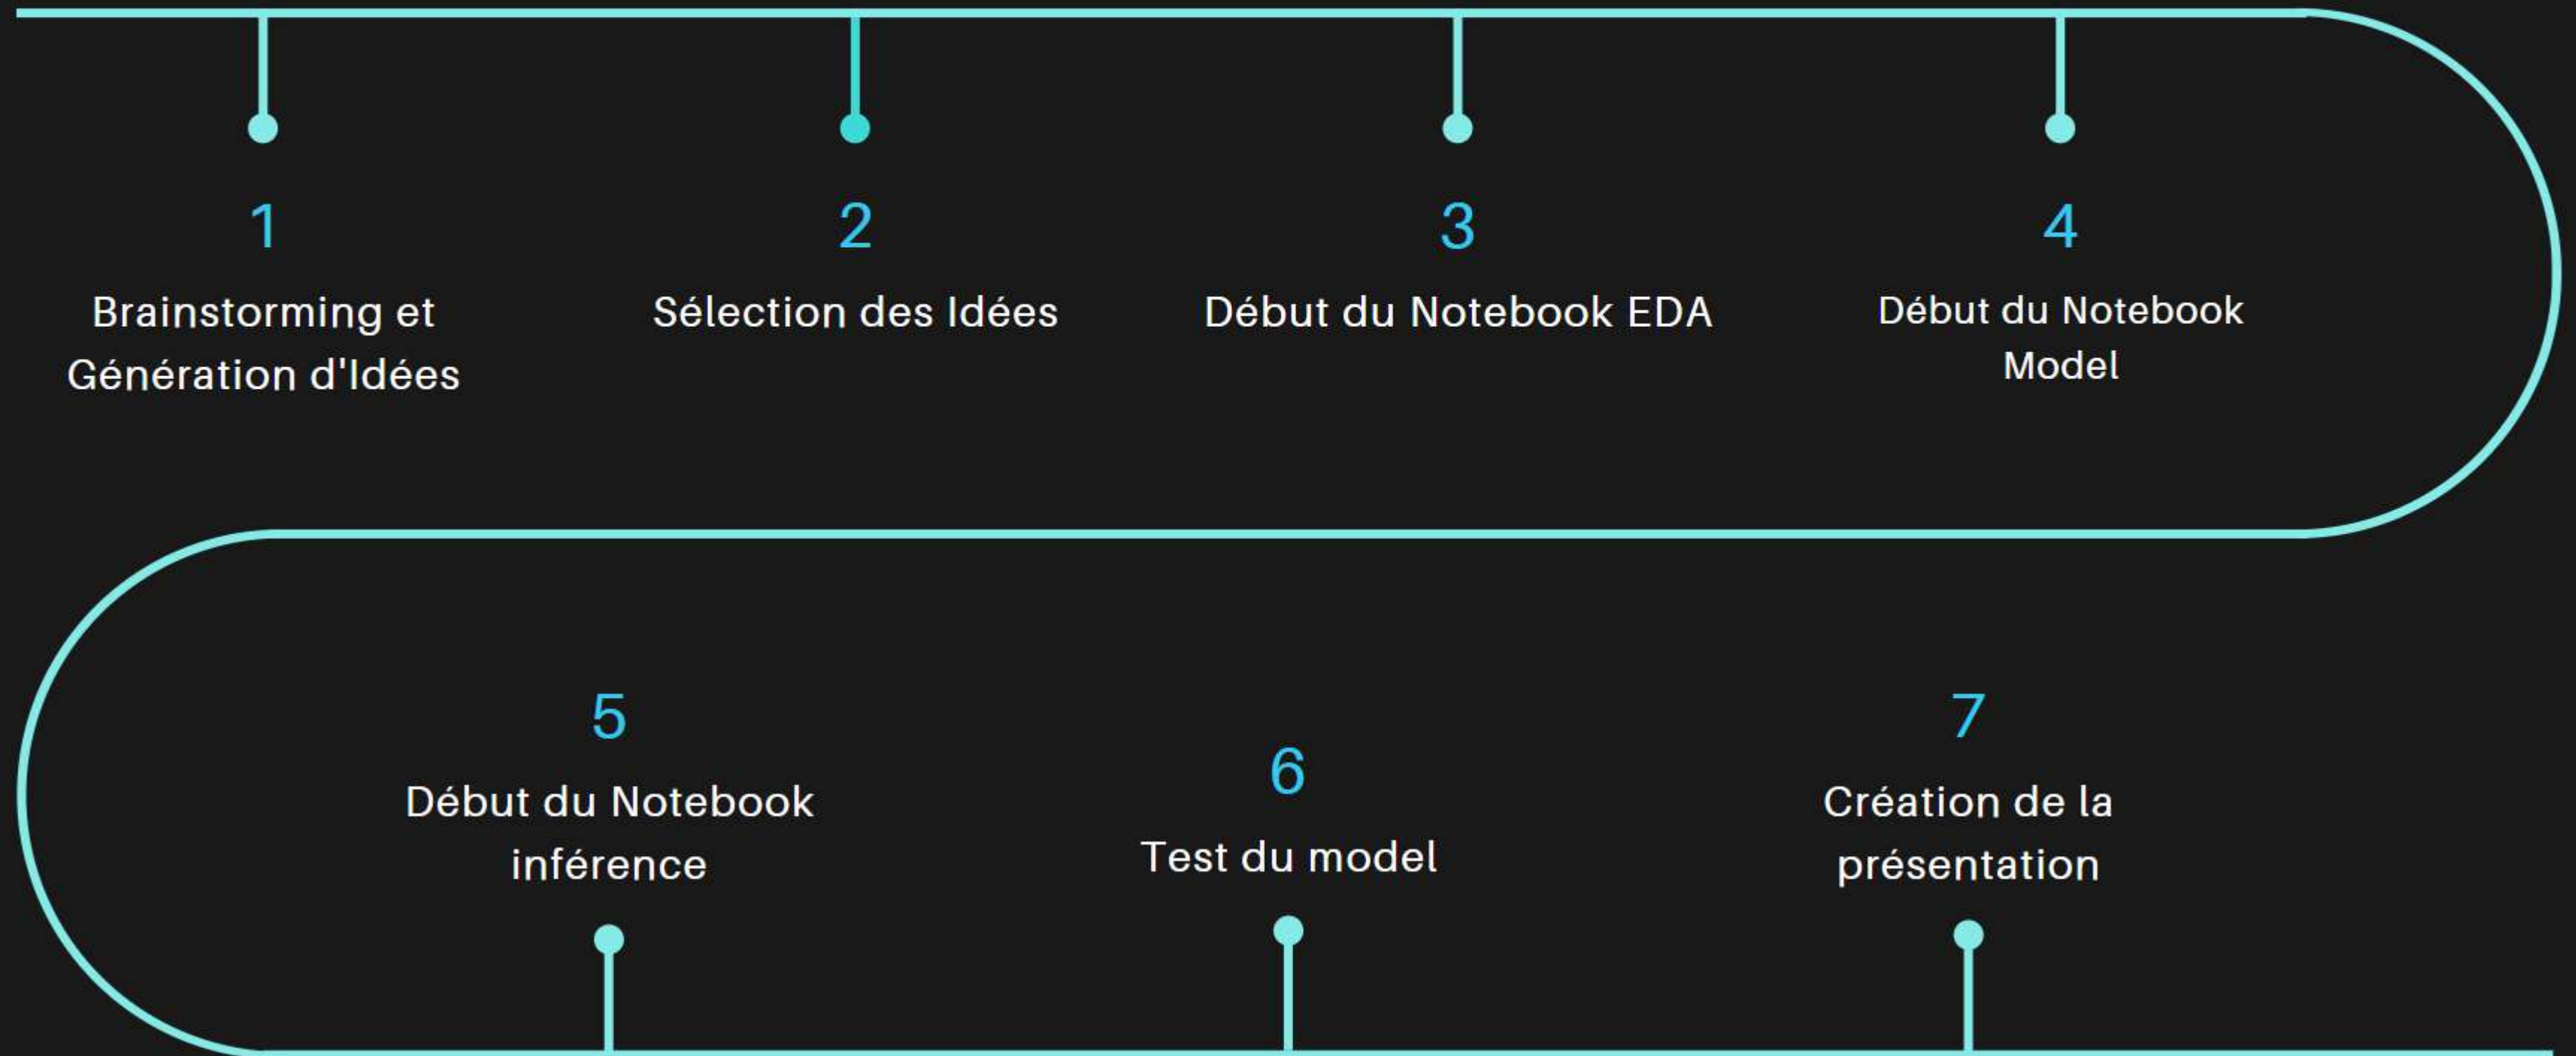 1
Brainstorming et
Génération d'Idées
2
Sélection des Idées
3
Début du Notebook EDA
4
Début du Notebook
Model
5
Début du Notebook
inférence
6
Test du model
7
Création de la
présentation